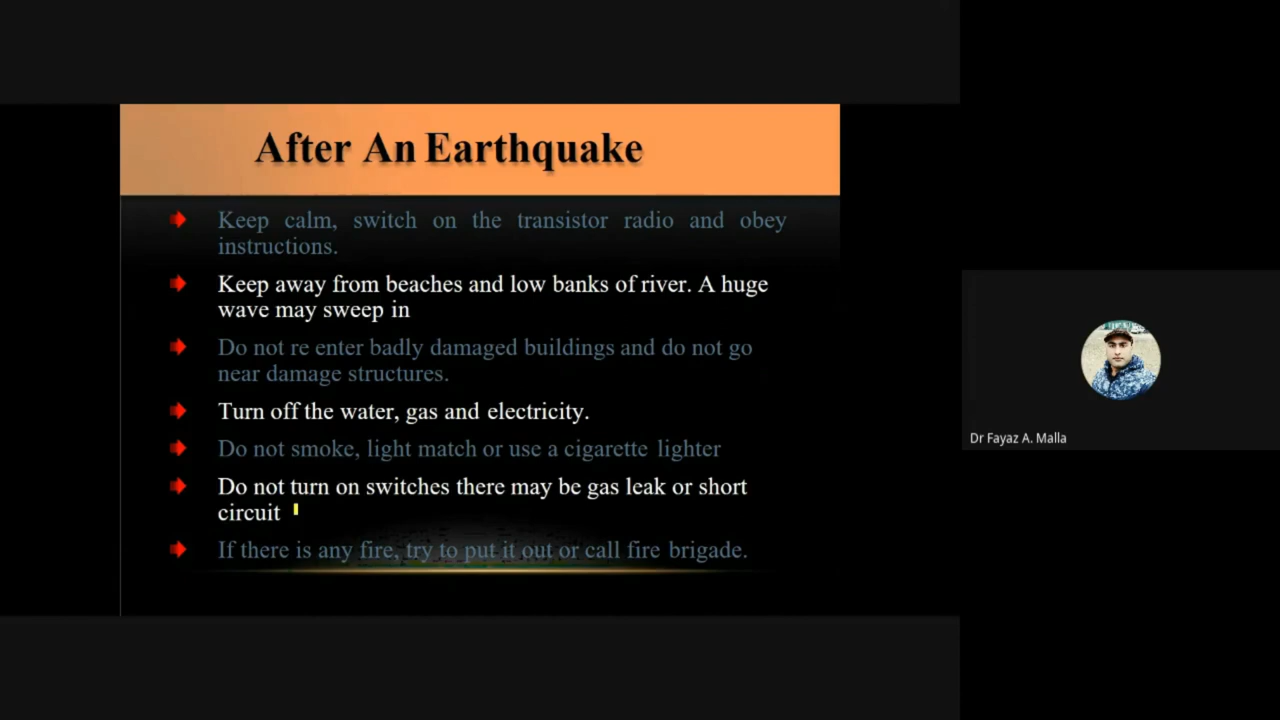 After An Earthquake
Keep calm, switch on the transistor radio and obey
instructions.
Keep away from beaches and low banks of river. A huge
wave may sweep in
Do not re enter badly damaged buildings and do not go
near damage structures.
Turn off the water, gas and electricity.
Do not smoke, light match or use a cigarette lighter
Do not turn on switches there may be gas leak or short
circuit
If there is any fire, try to put it out or call fire brigade.
Dr Fayaz A. Malla